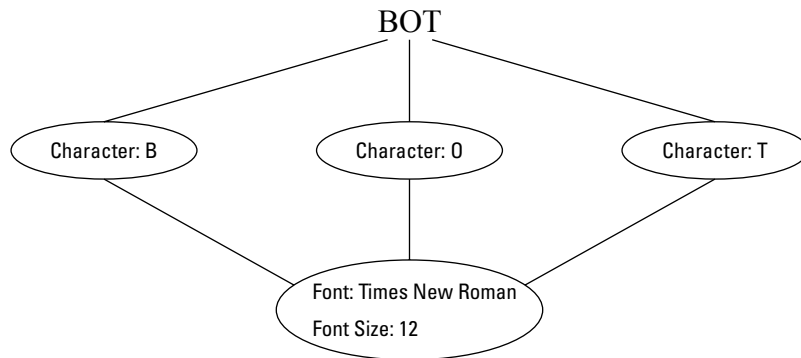 BOT
Character: B
Character: O
Character: T
Font: Times New Roman
Font Size: 12